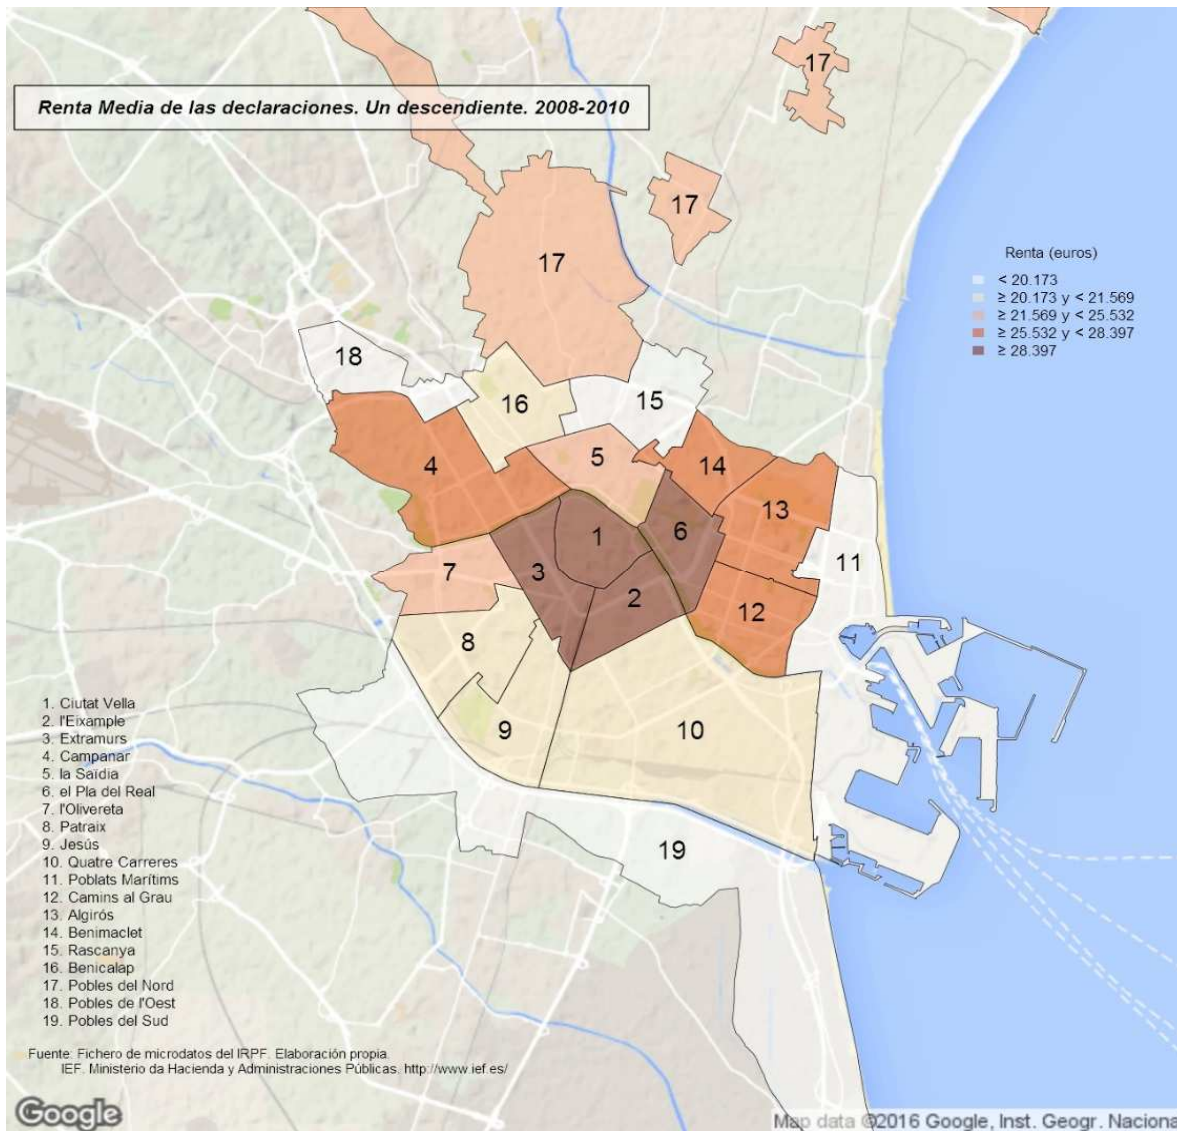 Renta Media de las declaraciones. Un descendiente. 2008-2010
17
17
17
Renta (euros)
< 20.173
≥ 20.173 y < 21.569
≥ 21.569 y < 25.532
≥ 25.532 y < 28.397
≥ 28.397
18
16
15
5
4
14
13
6
1
11
3
7
2
12
8
9
10
19
1. Ciutat Vella
2. l'Eixample
3. Extramurs
4. Campanar
5. la Saïdia
6. el Pla del Real
7. l'Olivereta
8. Patraix
9. Jesús
10. Quatre Carreres
11. Poblats Marítims
12. Camins al Grau
13. Algirós
14. Benimaclet
15. Rascanya
16. Benicalap
17. Pobles del Nord
18. Pobles de l'Oest
19. Pobles del Sud
Fuente: Fichero de microdatos del IRPF. Elaboración propia.
IEF. Ministerio da Hacienda y Administraciones Públicas. http://www.ief.es/
Google
Map data ©2016 Google, Inst. Geogr. Naciona